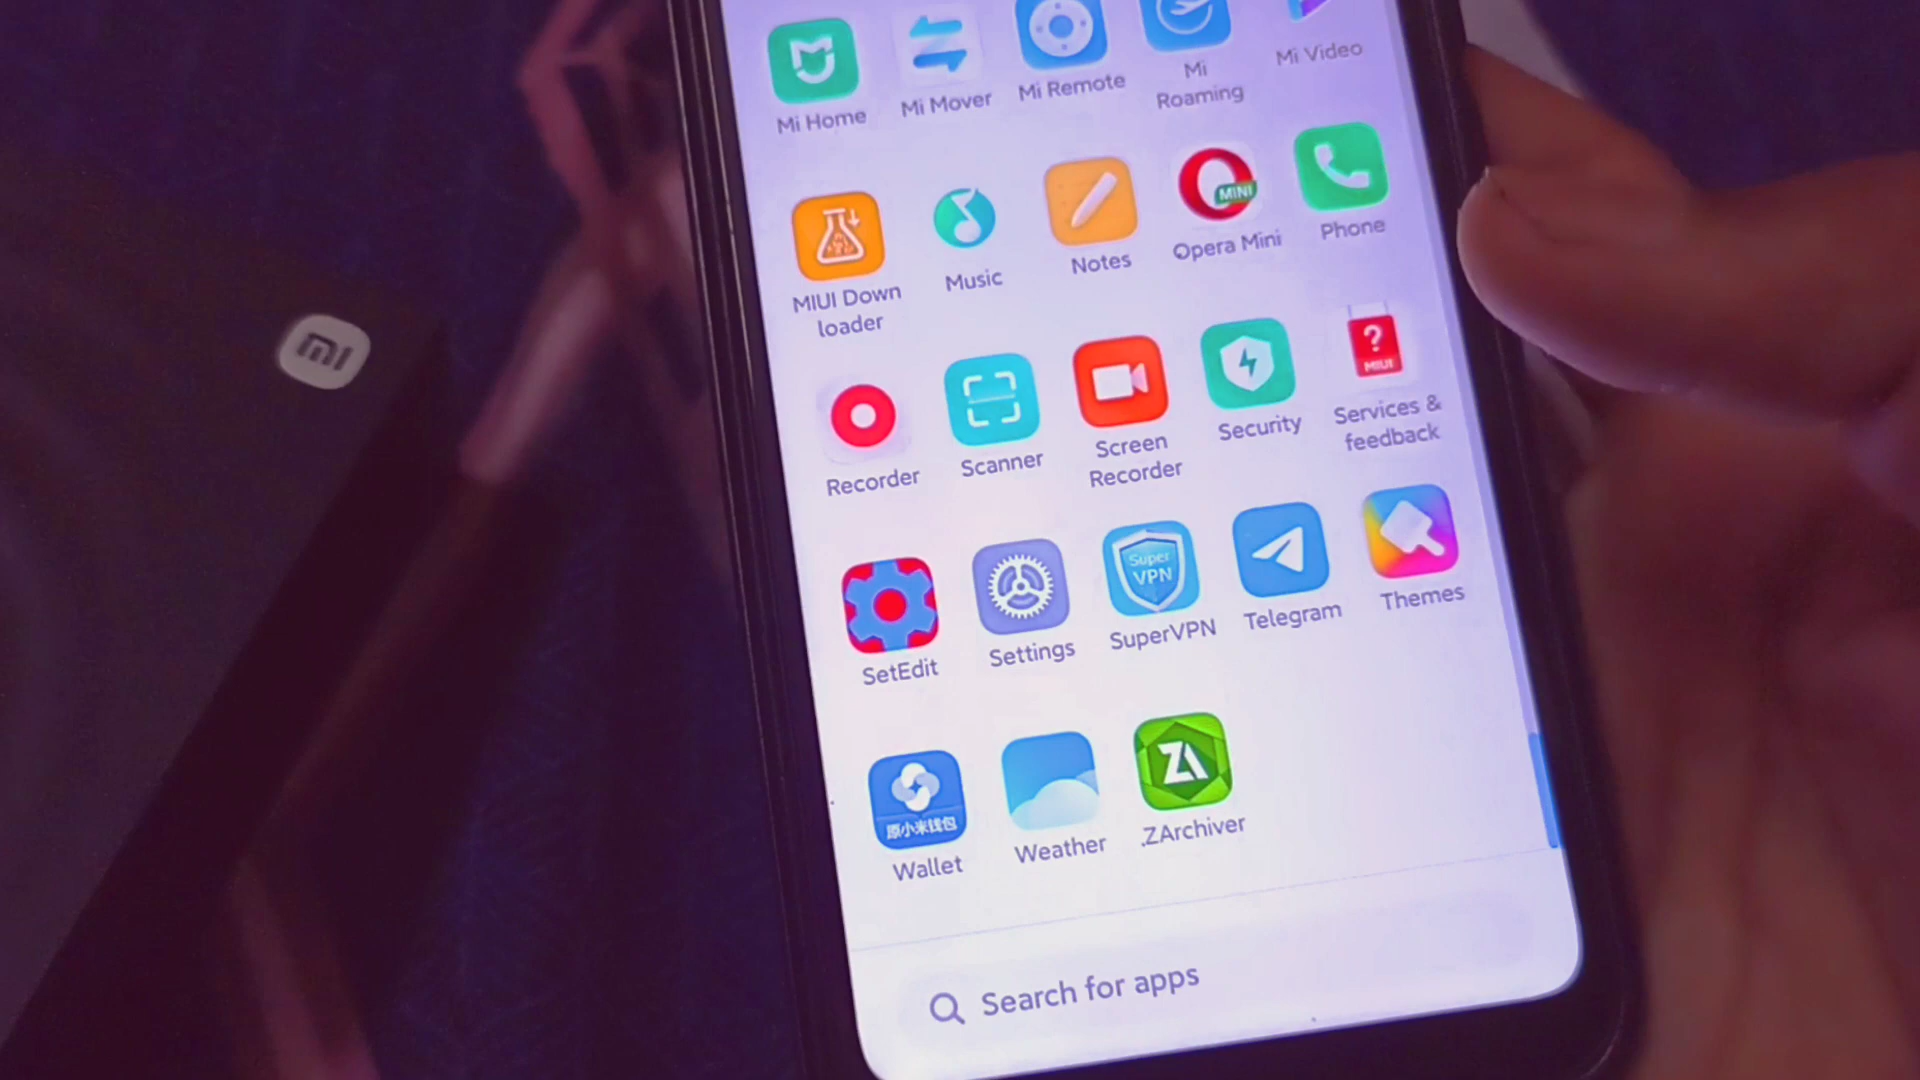 Mi Home
Mi Mover
Mi Remote
Mi
Roaming
Mi Video
MIUI Down
loader
Music
Notes
MINI
Opera Mini
Phone
Recorder
Scanner
Screen
Recorder
Security
?
MIUI
Services &
feedback
SetEdit
Settings
Super
VPN
SuperVPN
Telegram
Themes
原小米钱包
Wallet
Weather
ZA
.ZArchiver
Search for apps
mi